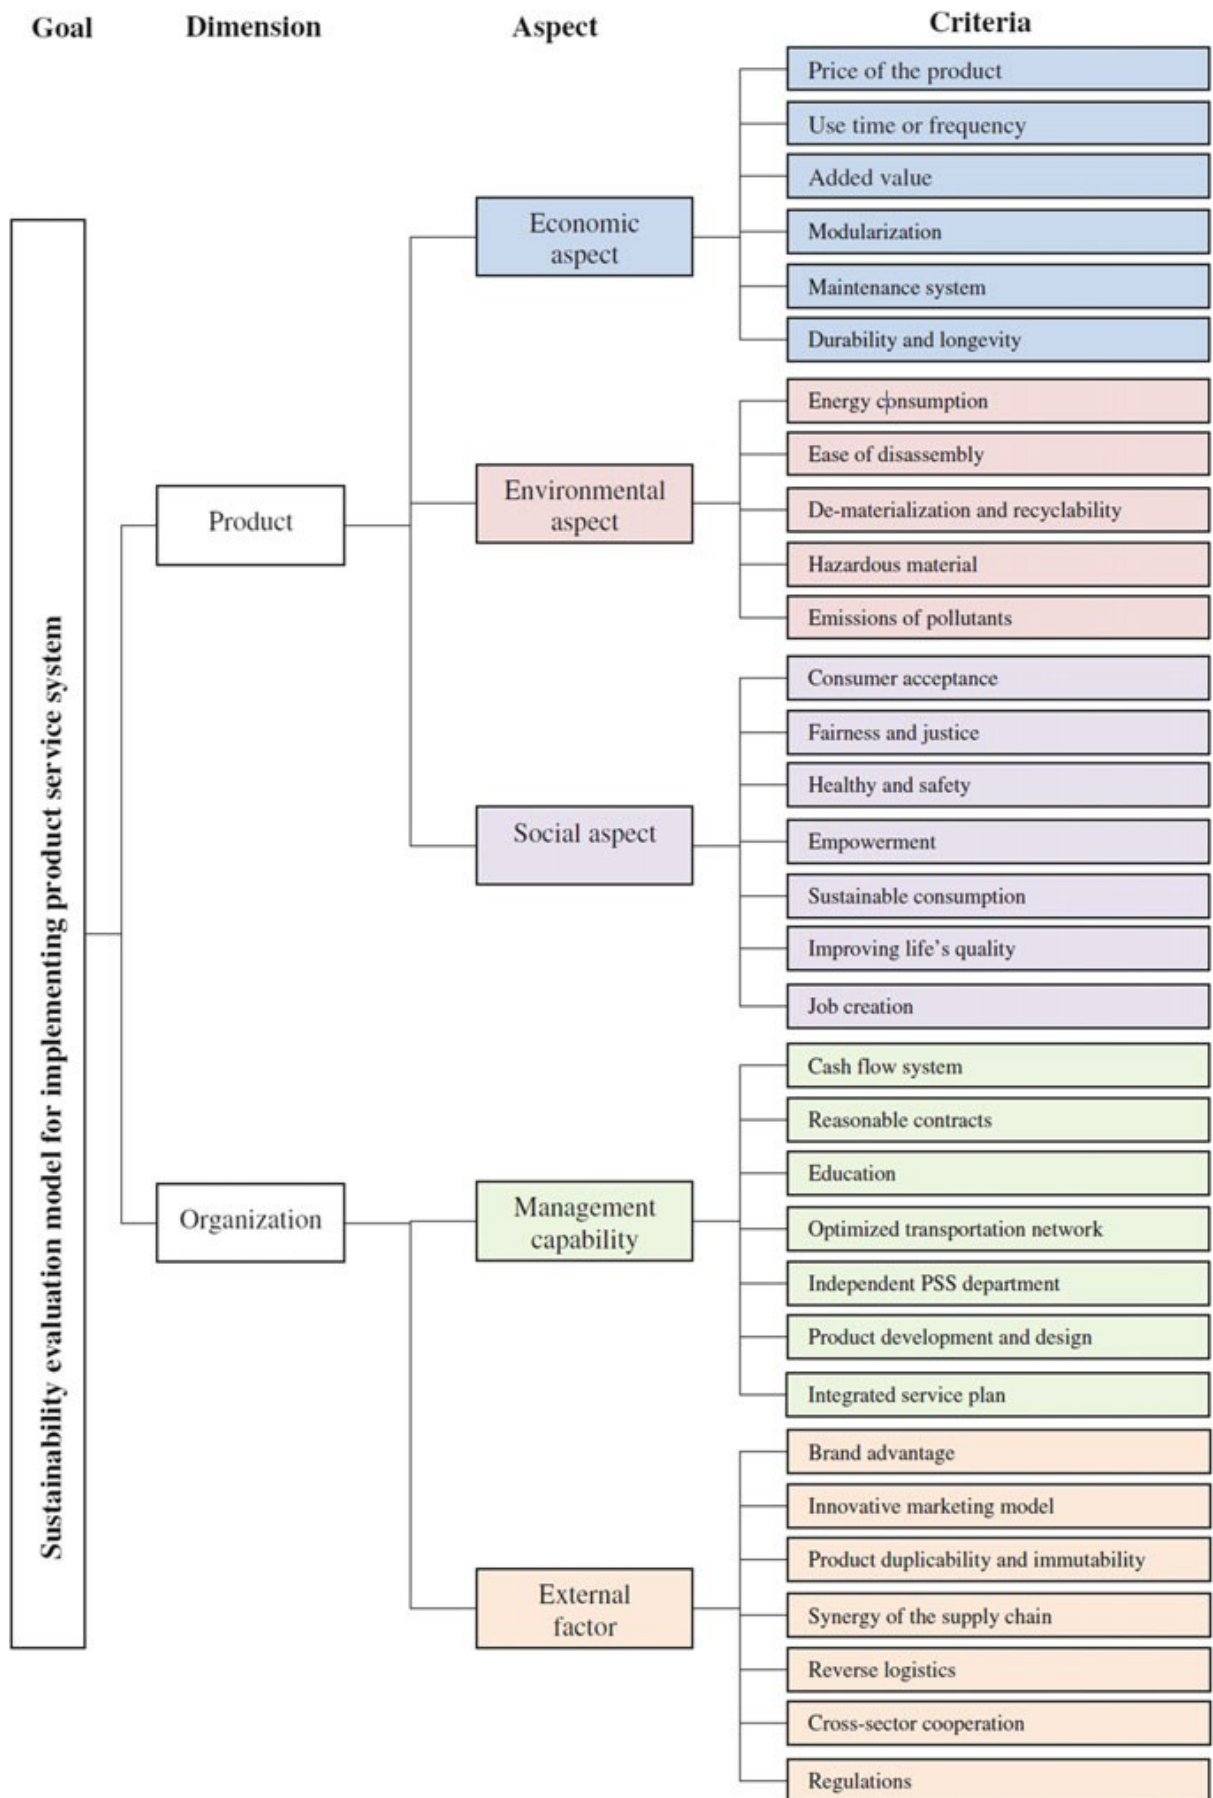 Goal
Dimension
Aspect
Criteria
Sustainability evaluation model for implementing product service system
Product
Economic
aspect
Price of the product
Use time or frequency
Added value
Modularization
Maintenance system
Durability and longevity
Environmental
aspect
Energy consumption
Ease of disassembly
De-materialization and recyclability
Hazardous material
Emissions of pollutants
Social aspect
Consumer acceptance
Fairness and justice
Healthy and safety
Empowerment
Sustainable consumption
Improving life's quality
Job creation
Organization
Management
capability
Cash flow system
Reasonable contracts
Education
Optimized transportation network
Independent PSS department
Product development and design
Integrated service plan
External
factor
Brand advantage
Innovative marketing model
Product duplicability and immutability
Synergy of the supply chain
Reverse logistics
Cross-sector cooperation
Regulations